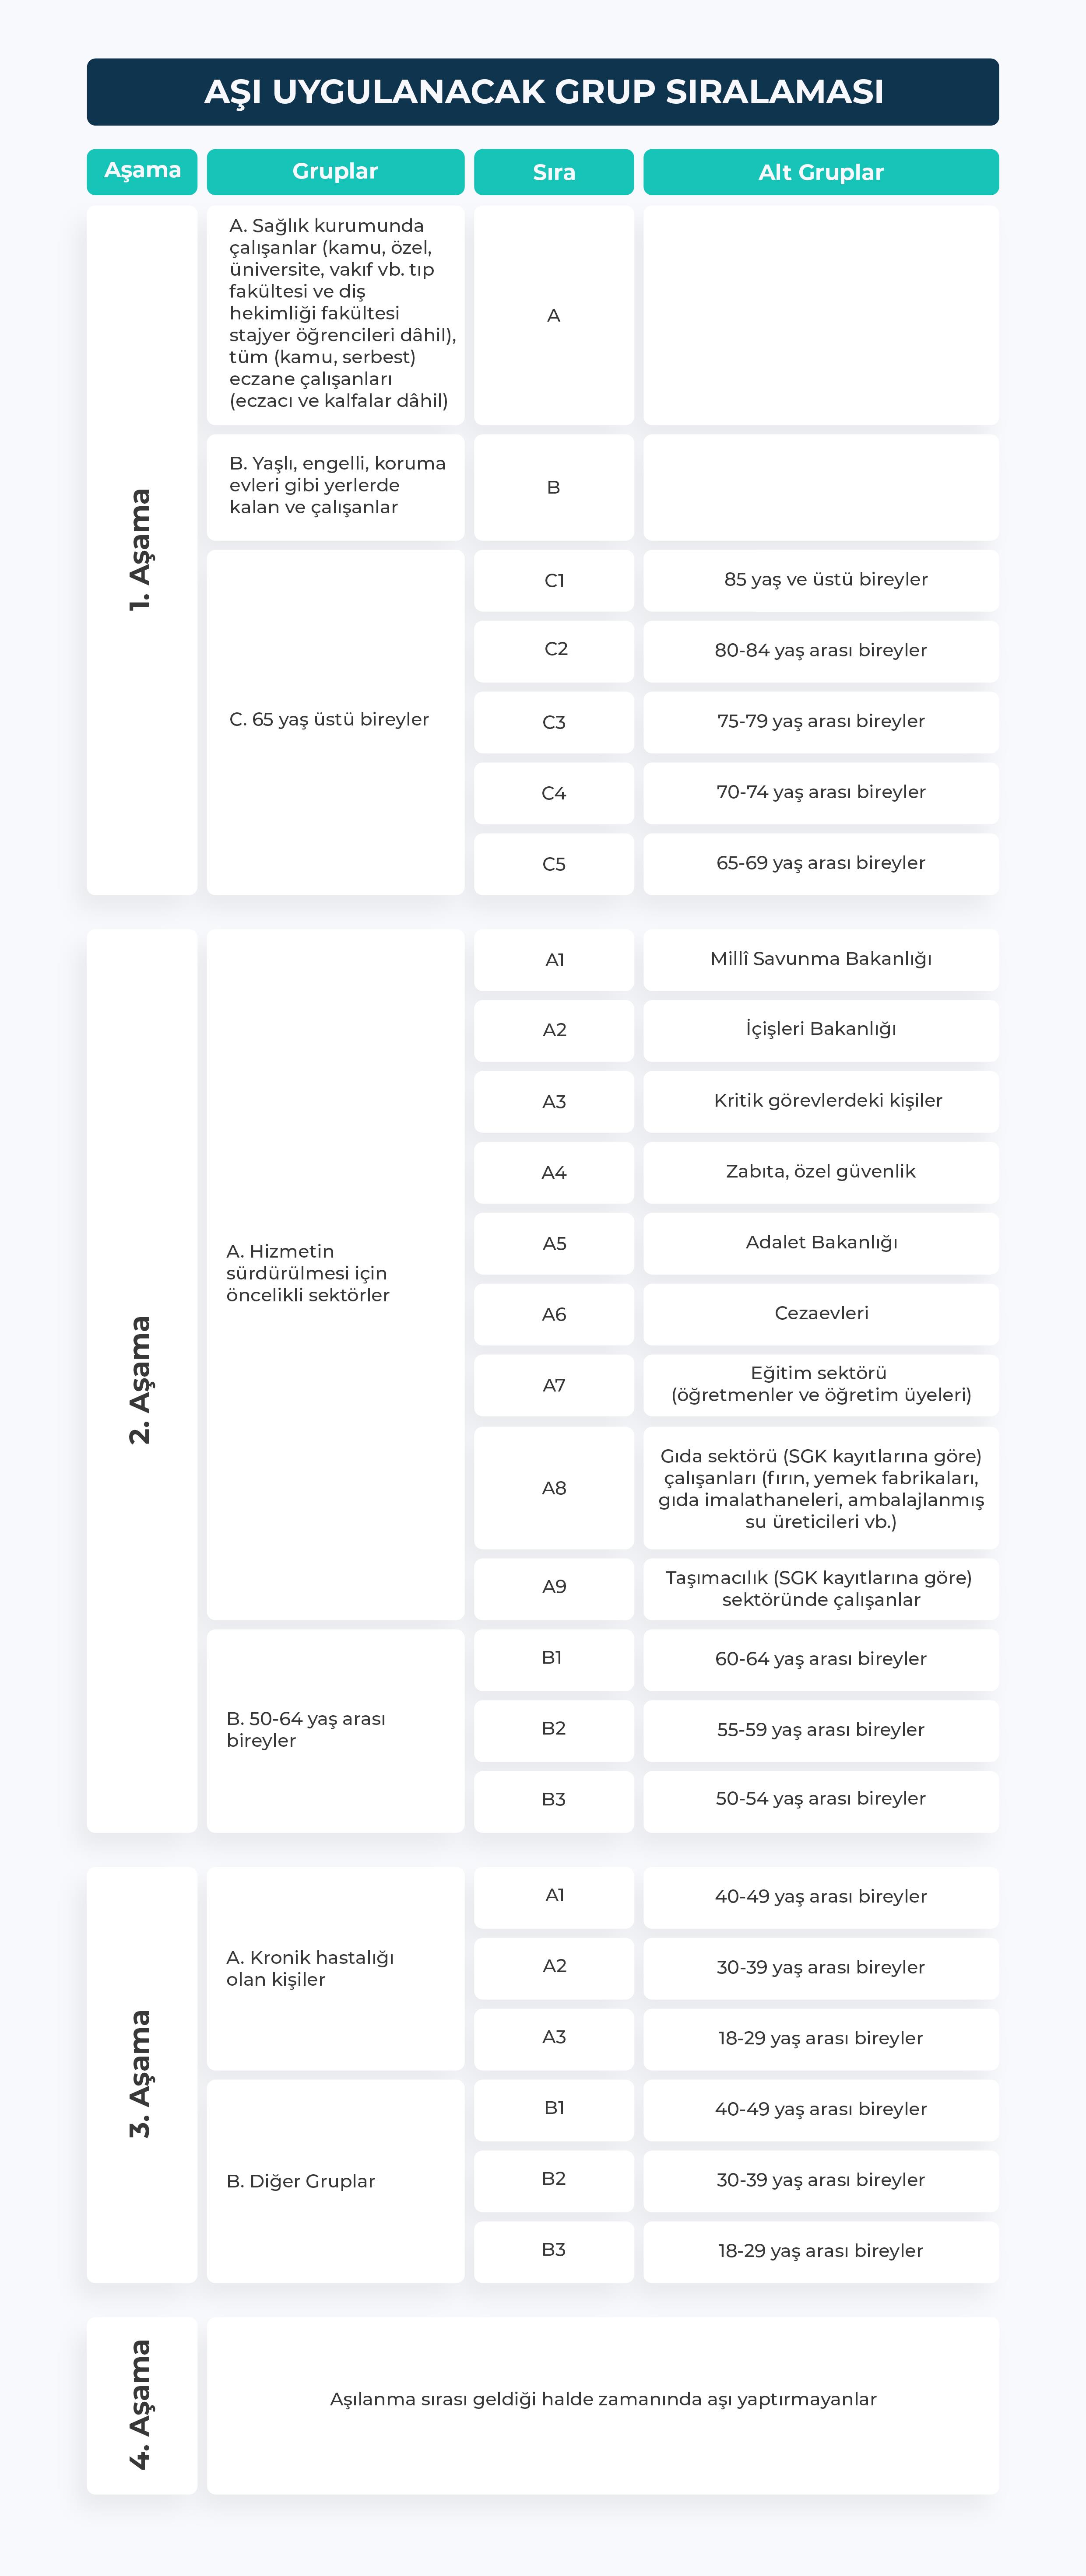 AŞI UYGULANACAK GRUP SIRALAMASI
Aşama
Gruplar
Sıra
Alt Gruplar
1. Aşama
A. Sağlık kurumunda
çalışanlar (kamu, özel,
üniversite, vakıf vb. tıp
fakültesi ve diş
hekimliği fakültesi
stajyer öğrencileri dâhil),
tüm (kamu, serbest)
eczane çalışanları
(eczacı ve kalfalar dâhil)
A
B. Yaşlı, engelli, koruma
evleri gibi yerlerde
kalan ve çalışanlar
B
C. 65 yaş üstü bireyler
C1
85 yaş ve üstü bireyler
C2
80-84 yaş arası bireyler
C3
75-79 yaş arası bireyler
C4
70-74 yaş arası bireyler
C5
65-69 yaş arası bireyler
2. Aşama
A. Hizmetin
sürdürülmesi için
öncelikli sektörler
A1
Millî Savunma Bakanlığı
A2
İçişleri Bakanlığı
A3
Kritik görevlerdeki kişiler
A4
Zabıta, özel güvenlik
A5
Adalet Bakanlığı
A6
Cezaevleri
A7
Eğitim sektörü
(öğretmenler ve öğretim üyeleri)
A8
Gıda sektörü (SGK kayıtlarına göre)
çalışanları (fırın, yemek fabrikaları,
gıda imalathaneleri, ambalajlanmış
su üreticileri vb.)
A9
Taşımacılık (SGK kayıtlarına göre)
sektöründe çalışanlar
B. 50-64 yaş arası
bireyler
B1
60-64 yaş arası bireyler
B2
55-59 yaş arası bireyler
B3
50-54 yaş arası bireyler
3. Aşama
A. Kronik hastalığı
olan kişiler
A1
40-49 yaş arası bireyler
A2
30-39 yaş arası bireyler
A3
18-29 yaş arası bireyler
B. Diğer Gruplar
B1
40-49 yaş arası bireyler
B2
30-39 yaş arası bireyler
B3
18-29 yaş arası bireyler
4. Aşama
Aşılanma sırası geldiği halde zamanında aşı yaptırmayanlar